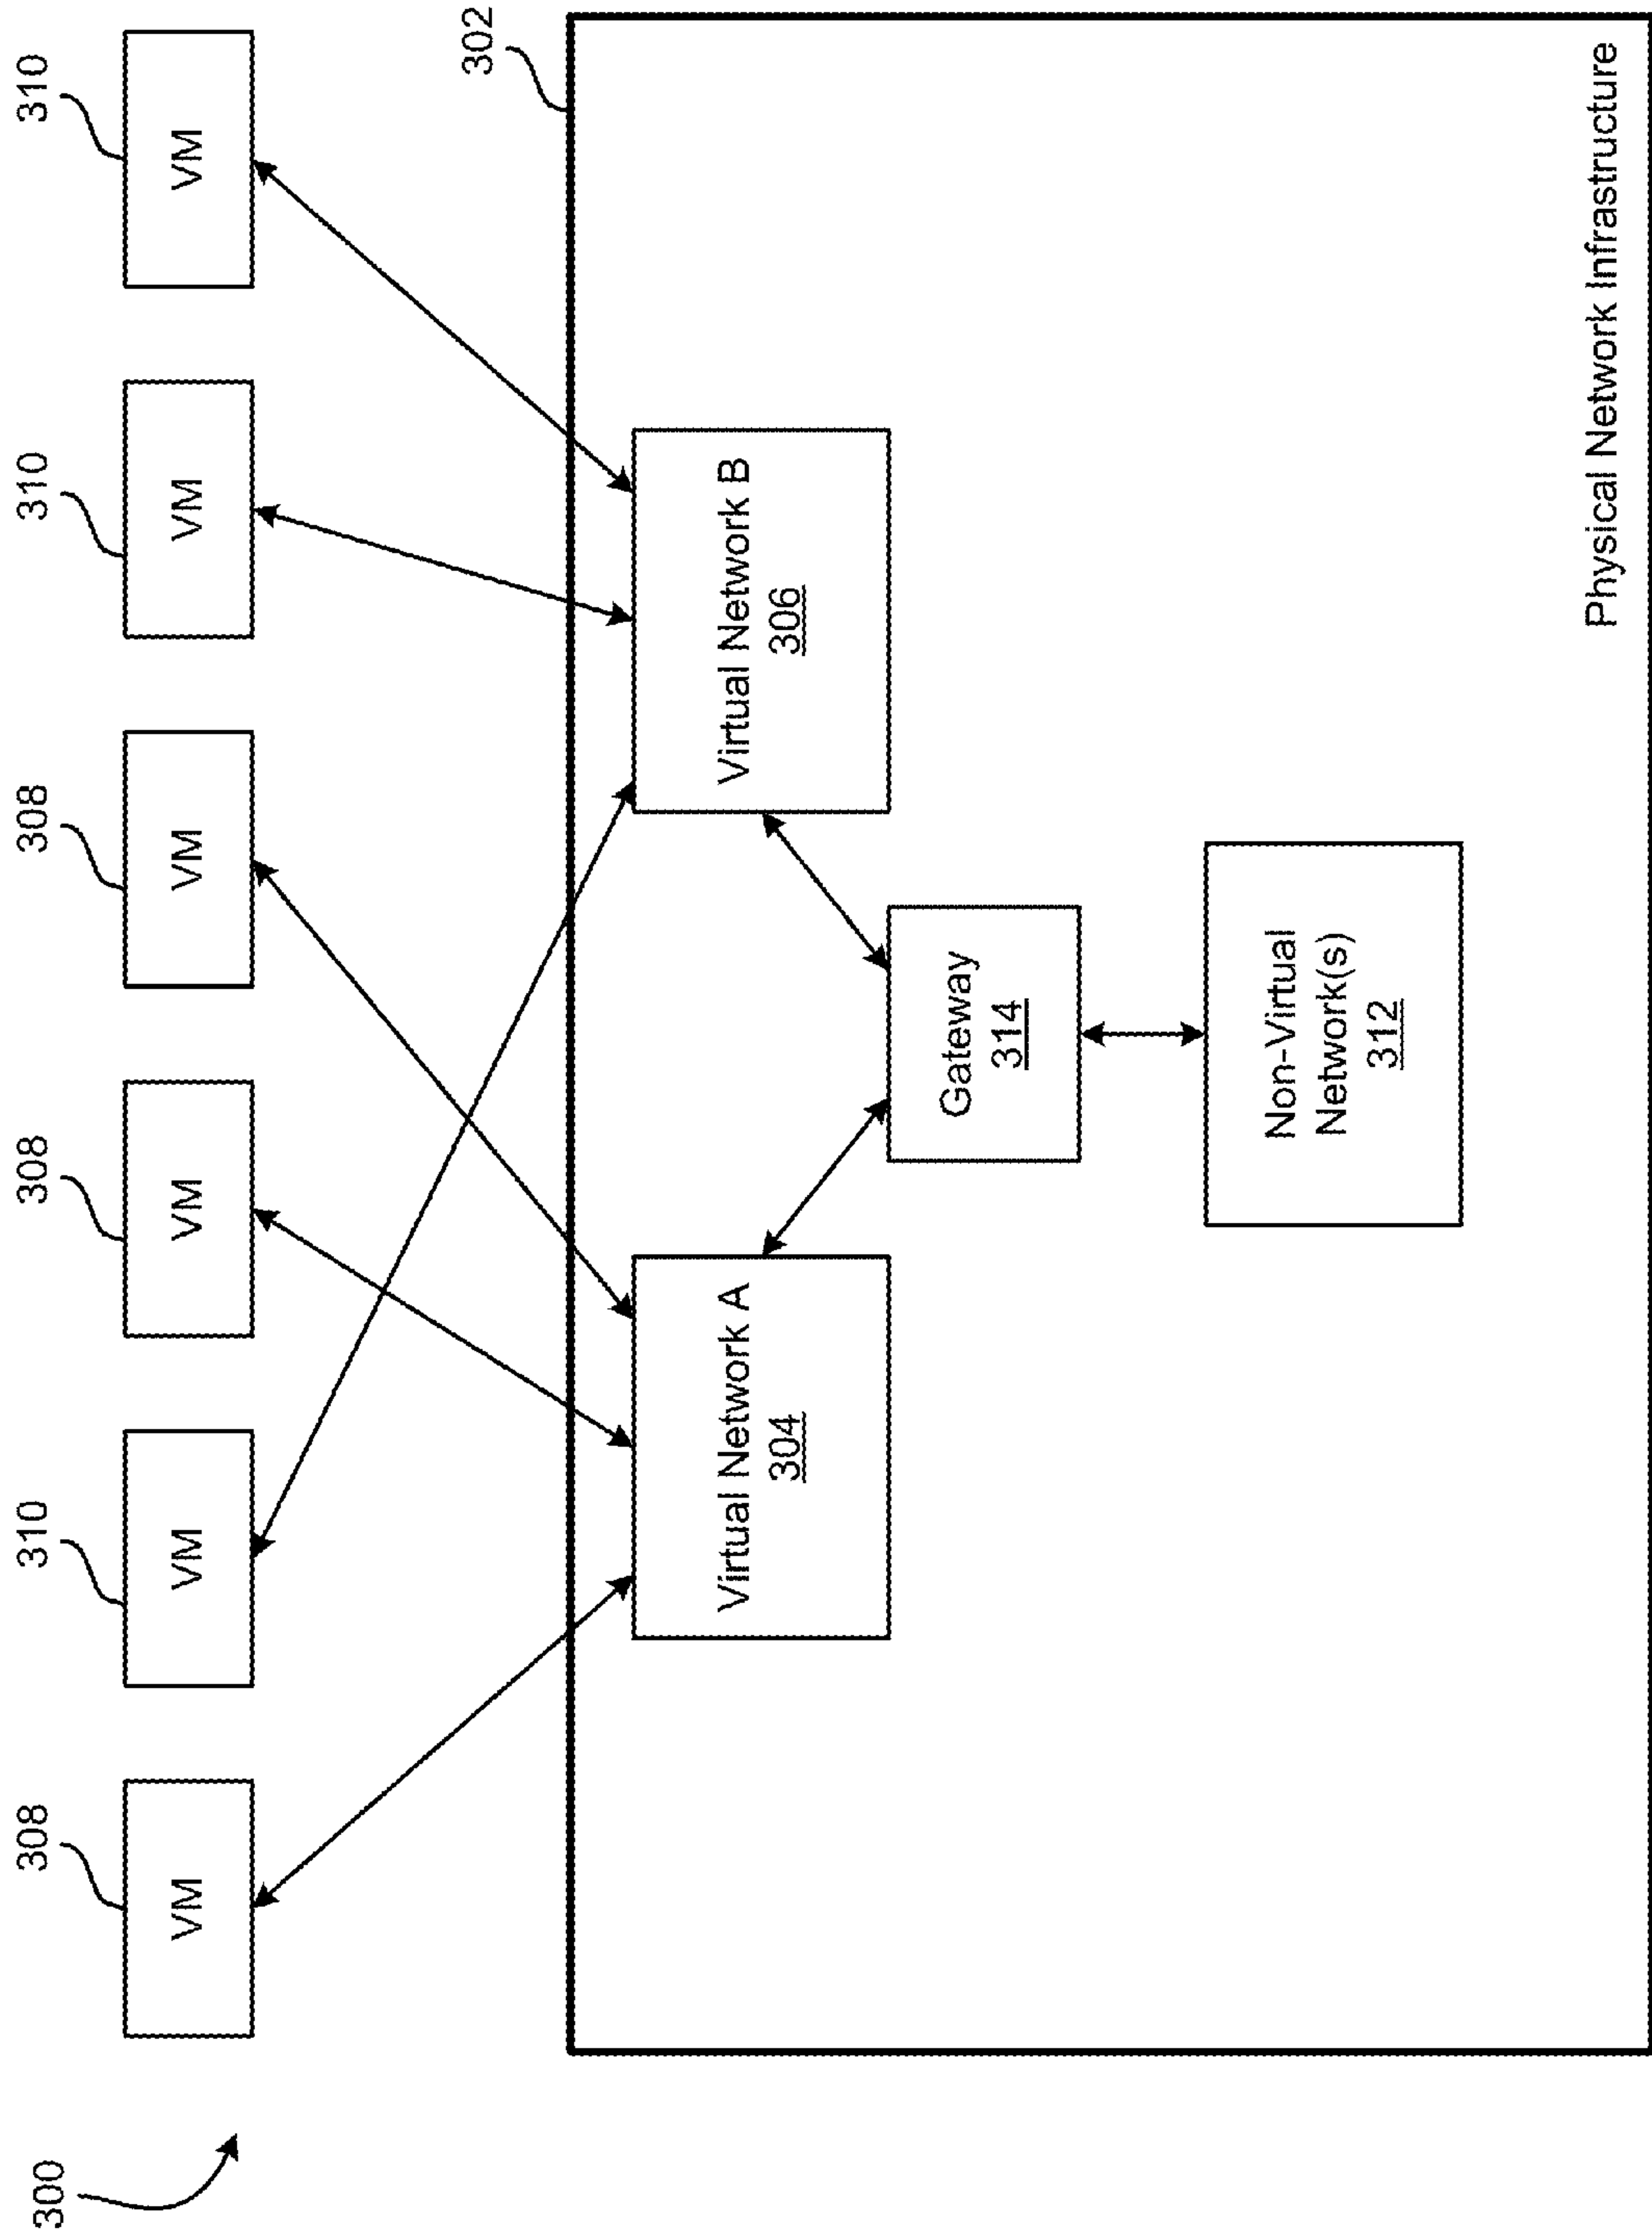 300
308
310
308
308
310
310
VM
VM
VM
VM
VM
VM
302
Virtual Network A
304
Virtual Network B
306
Gateway
314
Non-Virtual
Network(s)
312
Physical Network Infrastructure